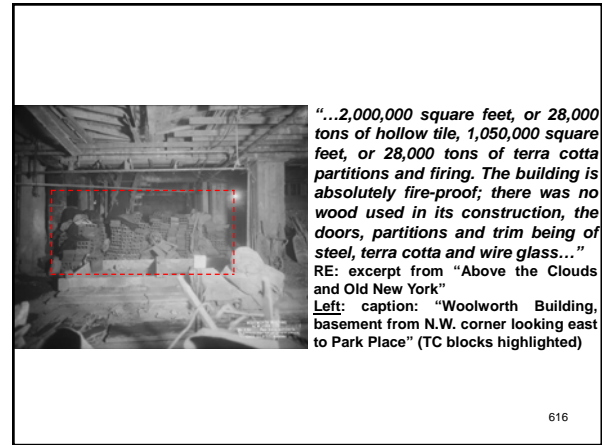 “…2,000,000 square feet, or 28,000
tons of hollow tile, 1,050,000 square
feet, or 28,000 tons of terra cotta
partitions and firing. The building is
absolutely fire-proof; there was no
wood used in its construction, the
doors, partitions and trim being of
steel, terra cotta and wire glass…”
RE: excerpt from “Above the Clouds
and Old New York”
Left: caption: “Woolworth Building,
basement from N.W. corner looking east
to Park Place” (TC blocks highlighted)
616